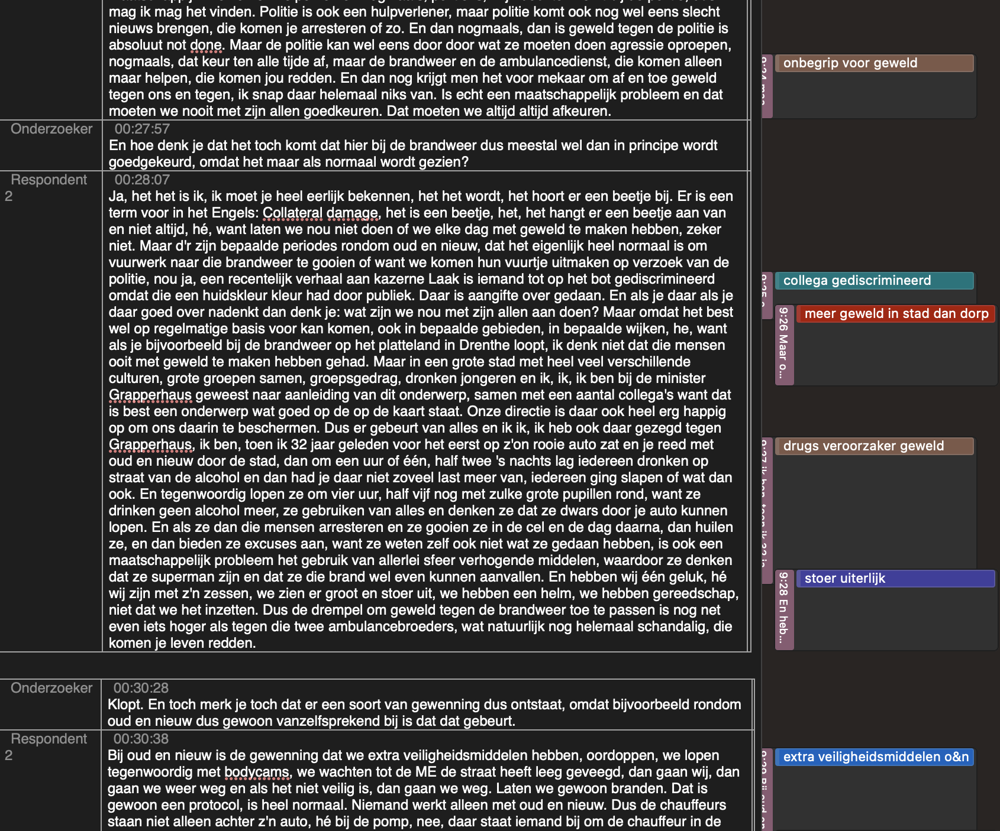 mag ik mag het vinden. Politie is ook een hulpverlener, maar politie komt ook nog wel eens slecht
nieuws brengen, die komen je arresteren of zo. En dan nogmaals, dan is geweld tegen de politie is
absoluut not done. Maar de politie kan wel eens door door wat ze moeten doen agressie oproepen,
nogmaals, dat keur ten alle tijde af, maar de brandweer en de ambulancedienst, die komen alleen
maar helpen, die komen jou redden. En dan nog krijgt men het voor mekaar om af en toe geweld
tegen ons en tegen, ik snap daar helemaal niks van. Is echt een maatschappelijk probleem en dat
moeten we nooit met zijn allen goedkeuren. Dat moeten we altijd altijd afkeuren.
onbegrip voor geweld
Onderzoeker
00:27:57
En hoe denk je dat het toch komt dat hier bij de brandweer dus meestal wel dan in principe wordt
goedgekeurd, omdat het maar als normaal wordt gezien?
Respondent
2
00:28:07
Ja, het het is ik, ik moet je heel eerlijk bekennen, het het wordt, het hoort er een beetje bij. Er is een
term voor in het Engels: Collateral damage, het is een beetje, het, het hangt er een beetje aan van
en niet altijd, hé, want laten we nou niet doen of we elke dag met geweld te maken hebben, zeker
niet. Maar d'r zijn bepaalde periodes rondom oud en nieuw, dat het eigenlijk heel normaal is om
vuurwerk naar die brandweer te gooien of want we komen hun vuurtje uitmaken op verzoek van de
politie, nou ja, een recentelijk verhaal aan kazerne Laak is iemand tot op het bot gediscrimineerd
omdat die een huidskleur kleur had door publiek. Daar is aangifte over gedaan. En als je daar als je
daar goed over nadenkt dan denk je: wat zijn we nou met zijn allen aan doen? Maar omdat het best
wel op regelmatige basis voor kan komen, ook in bepaalde gebieden, in bepaalde wijken, he, want
als je bijvoorbeeld bij de brandweer op het platteland in Drenthe loopt, ik denk niet dat die mensen
ooit met geweld te maken hebben gehad. Maar in een grote stad met heel veel verschillende
culturen, grote groepen samen, groepsgedrag, dronken jongeren en ik, ik, ik ben bij de minister
Grapperhaus geweest naar aanleiding van dit onderwerp, samen met een aantal collega's want dat
is best een onderwerp wat goed op de op de kaart staat. Onze directie is daar ook heel erg happig
op om ons daarin te beschermen. Dus er gebeurt van alles en ik ik, ik heb ook daar gezegd tegen
Grapperhaus, ik ben, toen ik 32 jaar geleden voor het eerst op z'on rooie auto zat en je reed met
oud en nieuw door de stad, dan om een uur of één, half twee 's nachts lag iedereen dronken op
straat van de alcohol en dan had je daar niet zoveel last meer van, iedereen ging slapen of wat dan
ook. En tegenwoordig lopen ze om vier uur, half vijf nog met zulke grote pupillen rond, want ze
drinken geen alcohol meer, ze gebruiken van alles en denken ze dat ze dwars door je auto kunnen
lopen. En als ze dan die mensen arresteren en ze gooien ze in de cel en de dag daarna, dan huilen
ze, en dan bieden ze excuses aan, want ze weten zelf ook niet wat ze gedaan hebben, is ook een
maatschappelijk probleem het gebruik van allerlei sfeer verhogende middelen, waardoor ze denken
dat ze superman zijn en dat ze die brand wel even kunnen aanvallen. En hebben wij één geluk, hé
wij zijn met z'n zessen, we zien er groot en stoer uit, we hebben een helm, we hebben gereedschap,
niet dat we het inzetten. Dus de drempel om geweld tegen de brandweer toe te passen is nog net
even iets hoger als tegen die twee ambulancebroeders, wat natuurlijk nog helemaal schandalig, die
komen je leven redden.
collega gediscrimineerd
9:26 Maar o...
meer geweld in stad dan dorp
drugs veroorzaker geweld
9:28 En heb...
stoer uiterlijk
Onderzoeker
00:30:28
Klopt. En toch merk je toch dat er een soort van gewenning dus ontstaat, omdat bijvoorbeeld rondom
oud en nieuw dus gewoon vanzelfsprekend bij is dat dat gebeurt.
Respondent
2
00:30:38
Bij oud en nieuw is de gewenning dat we extra veiligheidsmiddelen hebben, oordoppen, we lopen
tegenwoordig met bodycams, we wachten tot de ME de straat heeft leeg geveegd, dan gaan wij, dan
gaan we weer weg en als het niet veilig is, dan gaan we weg. Laten we gewoon branden. Dat is
gewoon een protocol, is heel normaal. Niemand werkt alleen met oud en nieuw. Dus de chauffeurs
staan niet alleen achter z'n auto, hé bij de pomp, nee, daar staat iemand bij om de chauffeur in de
extra veiligheidsmiddelen o&n